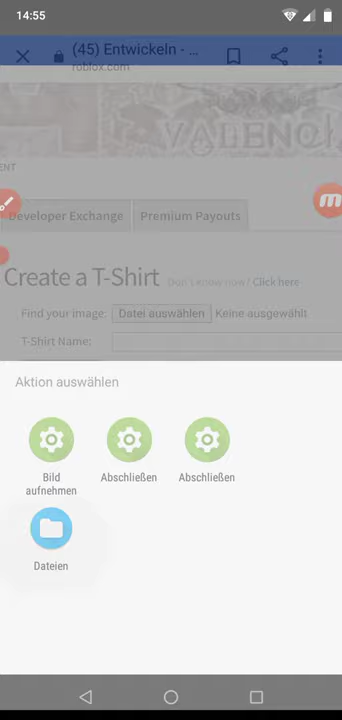 14:55
(45) Entwickeln - ...
roblox.com
VALENCI
ENT
Developer Exchange
Premium Payouts
Create a T-Shirt
Don't know how? Click here
Find your image: Datei auswählen Keine ausgewählt
T-Shirt Name:
Aktion auswählen
Bild aufnehmen
Abschließen
Abschließen
Dateien